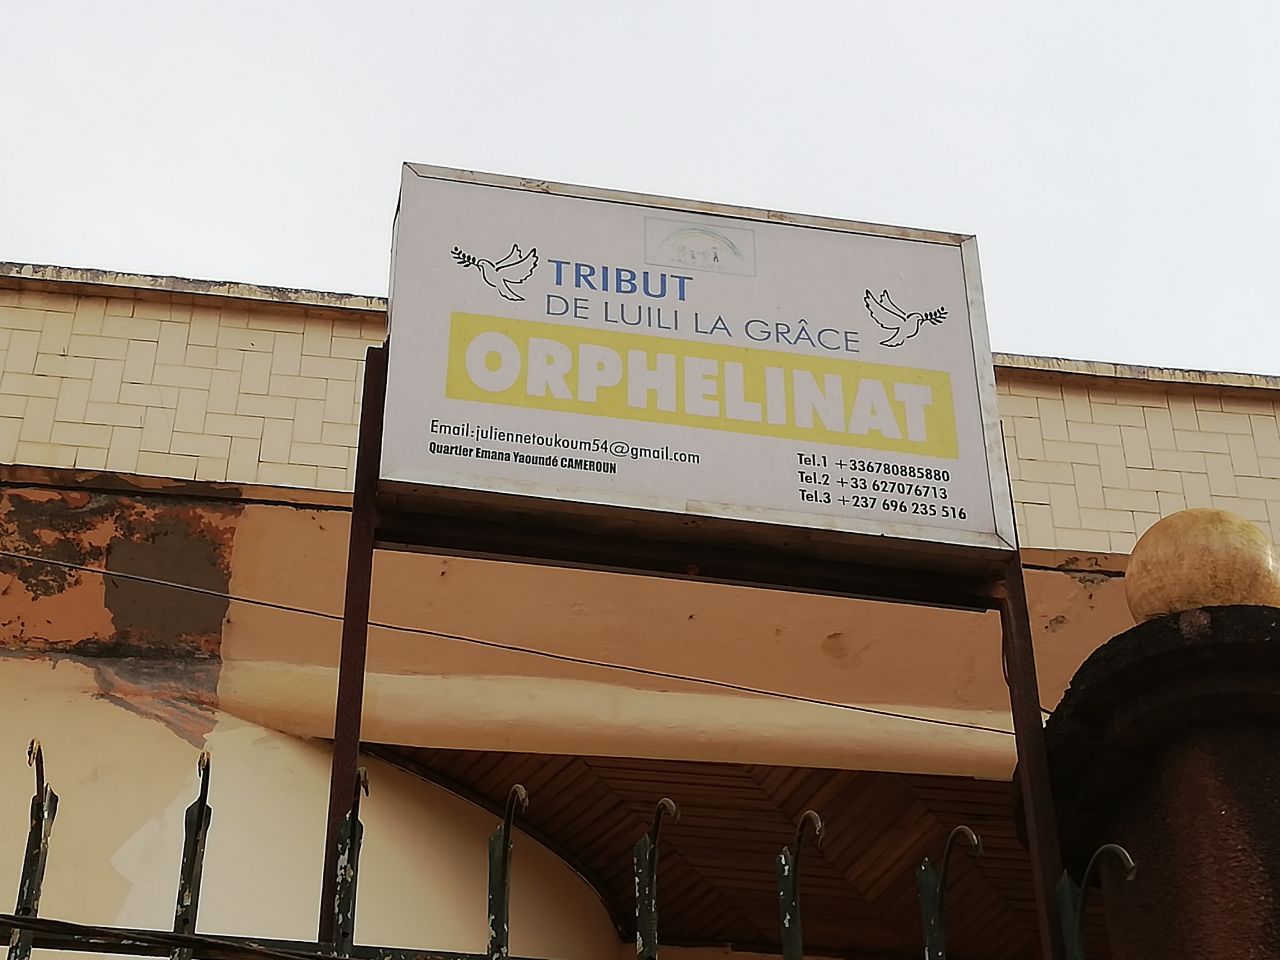 TRIBUT
DE LUILI LA GRÂCE
ORPHELINAT
Email:juliennetoukoum54@gmail.com
Quartier Emana Yaoundé CAMEROUN
Tel.1 +336780885880
Tel.2 +33 627076713
Tel.3 +237 696 235 516